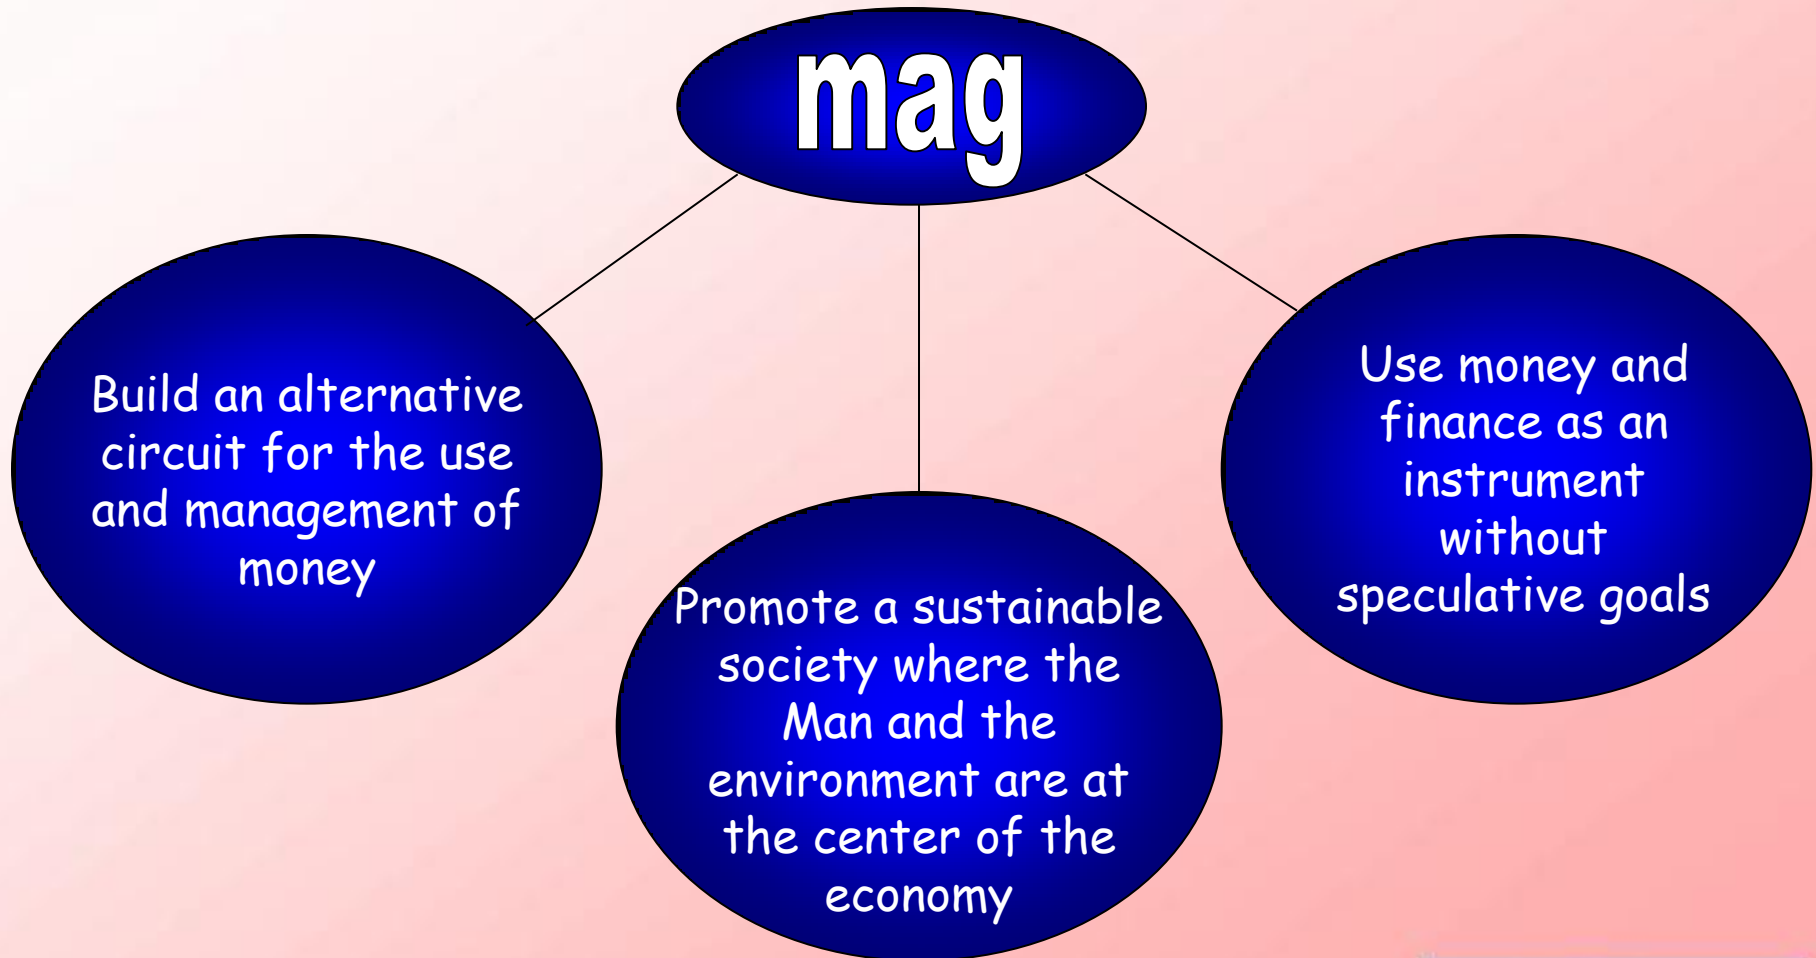 mag
Build an alternative
circuit for the use
and management of
money
Promote a sustainable
society where the
Man and the
environment are at
the center of the
economy
Use money and
finance as an
instrument
without
speculative goals